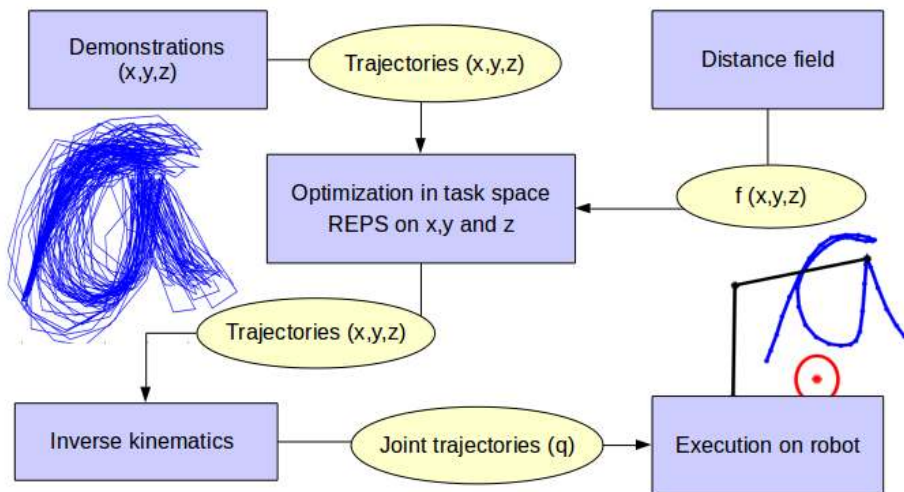 Demonstrations
(x,y,z)
Trajectories (x,y,z)
Distance field
Optimization in task space
REPS on x,y and z
f (x,y,z)
Trajectories (x,y,z)
Inverse kinematics
Joint trajectories (q)
Execution on robot